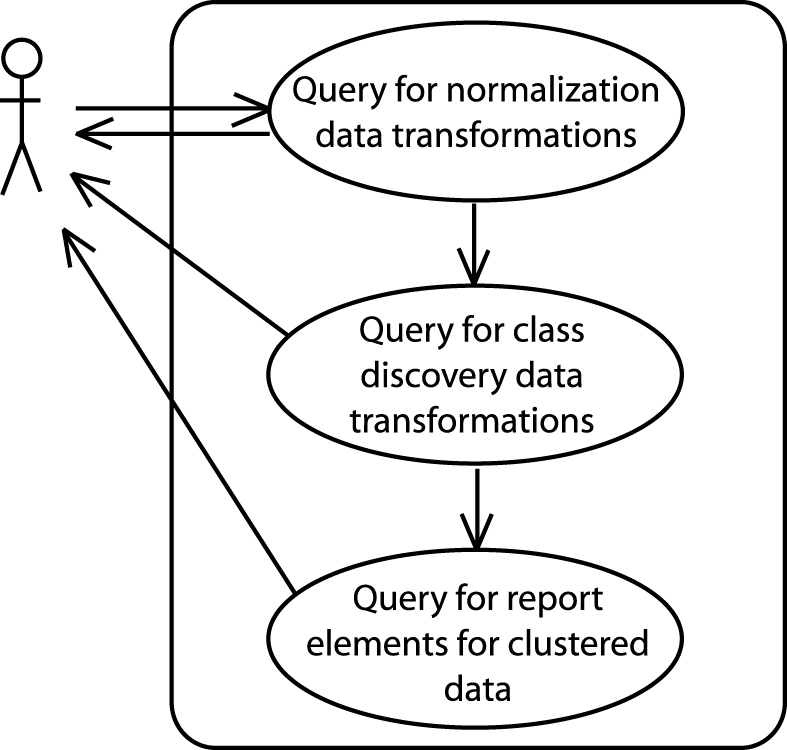 Query for normalization
data transformations
Query for class
discovery data
transformations
Query for report
elements for clustered
data